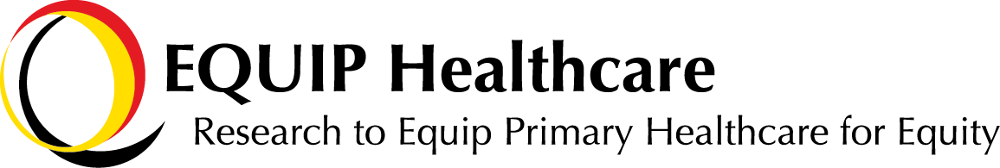 EQUIP Healthcare
Research to Equip Primary Healthcare for Equity